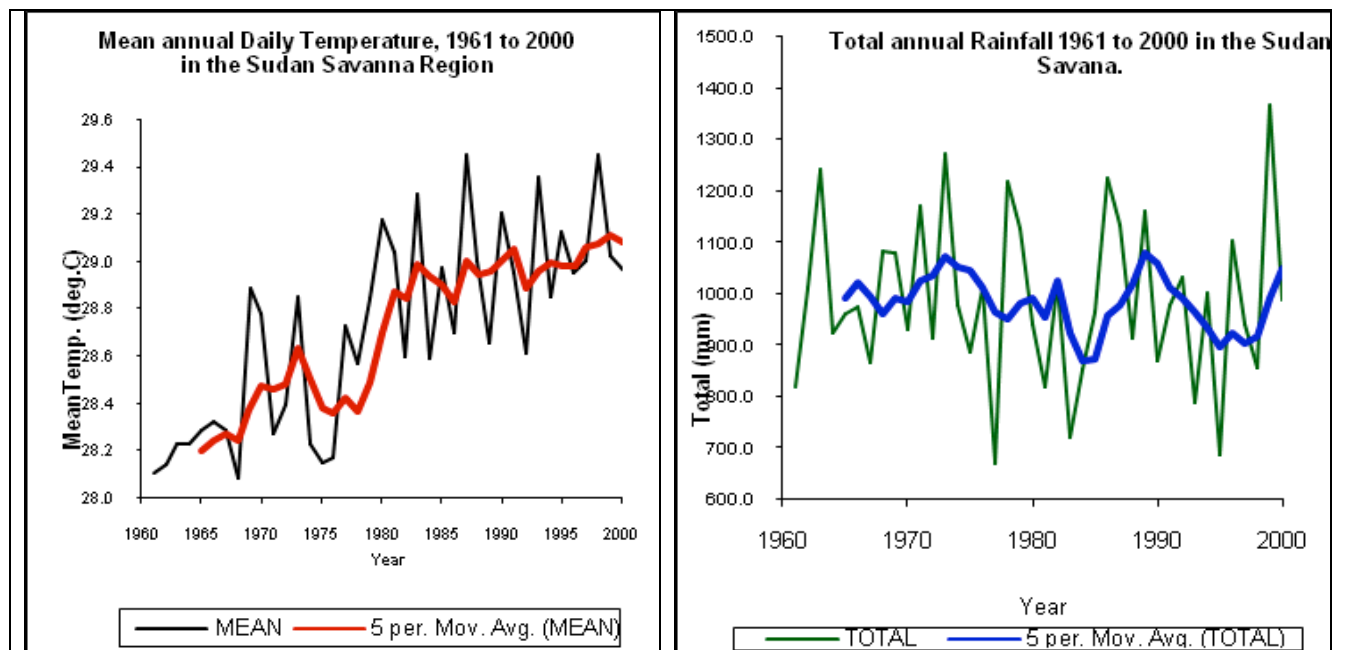 Mean annual Daily Temperature, 1961 to 2000
in the Sudan Savanna Region
29.6
29.4
29.2
29.0
28.8
28.6
28.4
28.2
28.0
MeanTemp. (deg.C)
1960 1965 1970 1975 1980 1985 1990 1995 2000
Year
MEAN 5 per. Mov. Avg. (MEAN)
Total annual Rainfall 1961 to 2000 in the Sudan
Savana.
1500.0
1400.0
1300.0
1200.0
1100.0
1000.0
900.0
800.0
700.0
600.0
Total (mm)
1960 1970 1980 1990 2000
Year
TOTAL 5 per. Mov. Avg. (TOTAL)